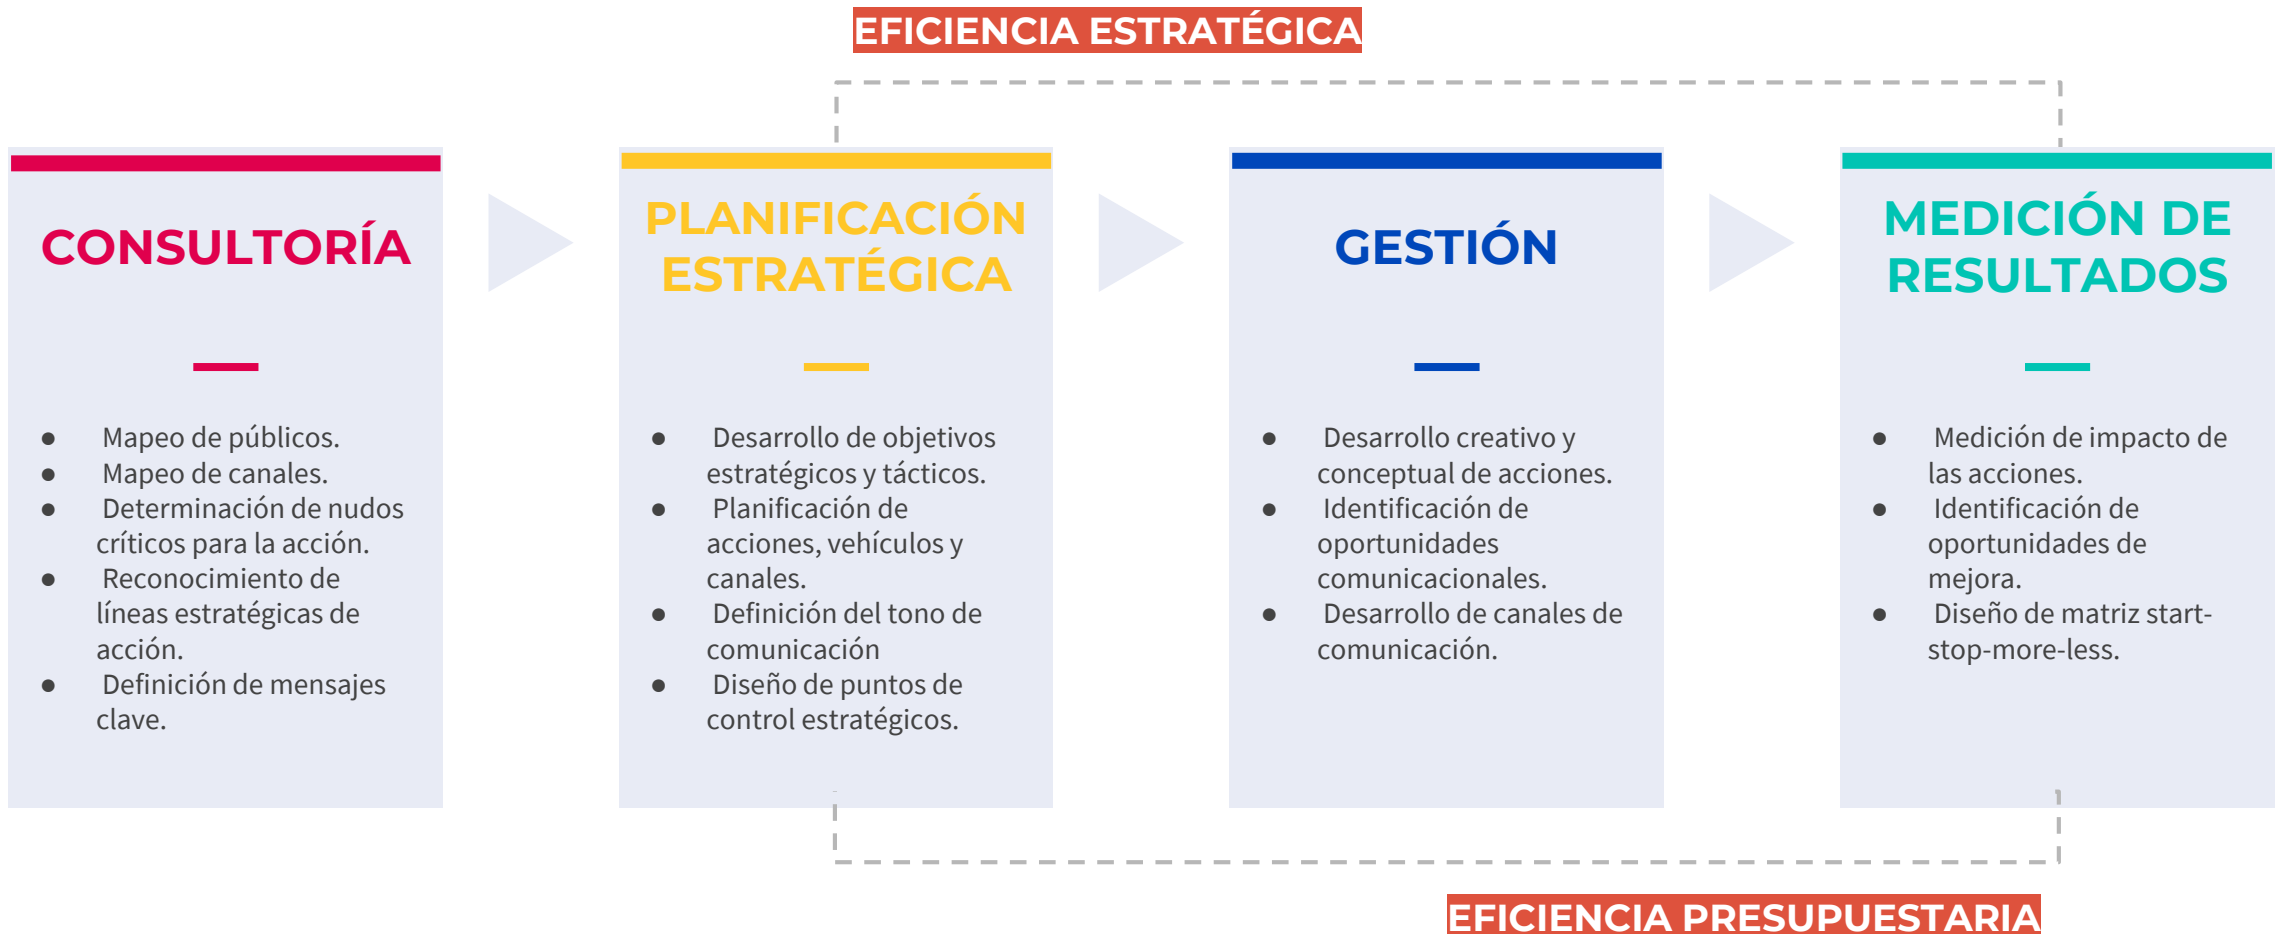 EFICIENCIA ESTRATÉGICA
CONSULTORÍA
● Mapeo de públicos.
● Mapeo de canales.
● Determinación de nudos
críticos para la acción.
● Reconocimiento de
líneas estratégicas de
acción.
● Definición de mensajes
clave.
PLANIFICACIÓN
ESTRATÉGICA
● Desarrollo de objetivos
estratégicos y tácticos.
● Planificación de
acciones, vehículos y
canales.
● Definición del tono de
comunicación
● Diseño de puntos de
control estratégicos.
GESTIÓN
● Desarrollo creativo y
conceptual de acciones.
● Identificación de
oportunidades
comunicacionales.
● Desarrollo de canales de
comunicación.
MEDICIÓN DE
RESULTADOS
● Medición de impacto de
las acciones.
● Identificación de
oportunidades de
mejora.
● Diseño de matriz start-
stop-more-less.
EFICIENCIA PRESUPUESTARIA